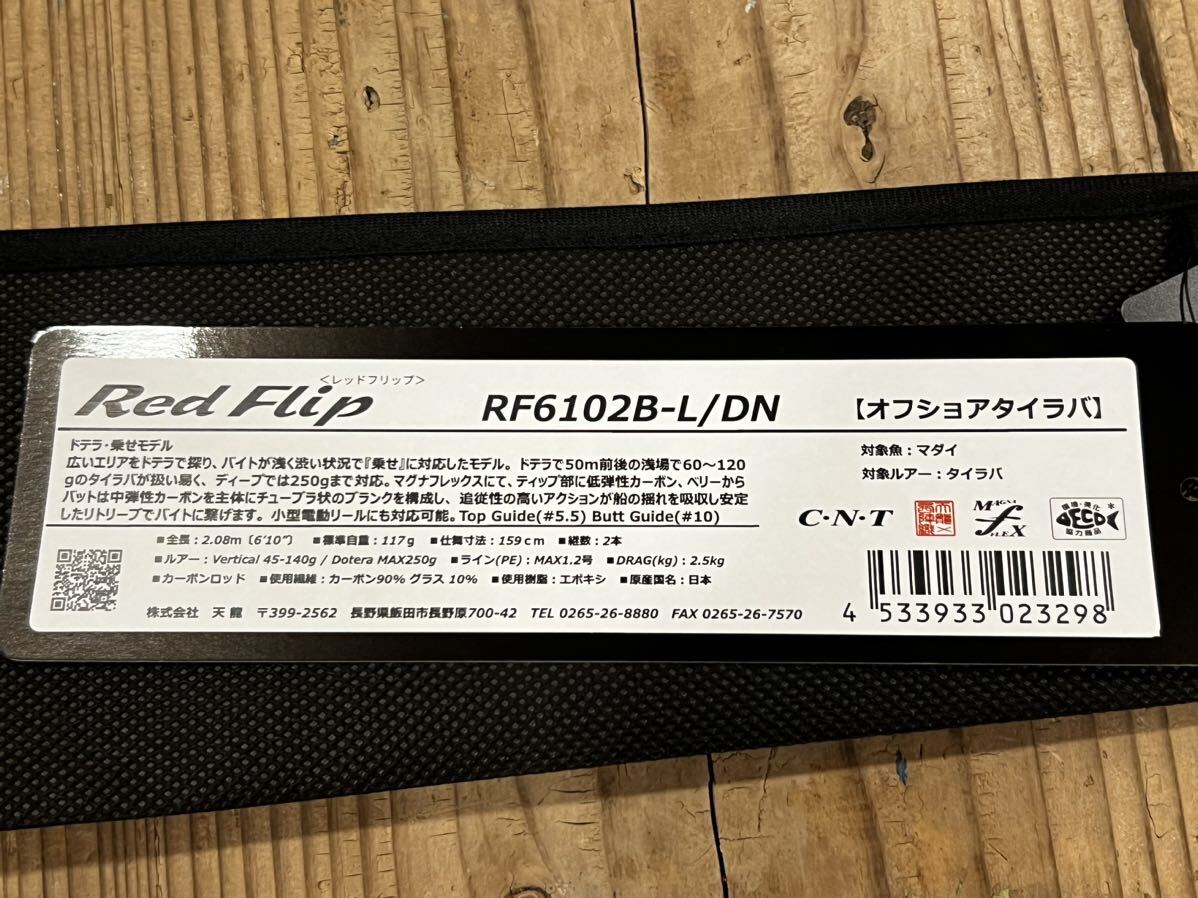 ＜レッドフリップ＞
Red Flip RF6102B-L/DN 【オフショアタイラバ】
ドテラ・乗せモデル
広いエリアをドテラで探り、バイトが浅く渋い状況で『乗せ』に対応したモデル。ドテラで50m前後の浅場で60～120
gのタイラバが扱い易く、ディープでは250gまで対応。マグナフレックスにて、ティップ部に低弾性カーボン、ベリーから
バットは中弾性カーボンを主体にチューブラ状のブランクを構成し、追従性の高いアクションが船の揺れを吸収し安定
したリトリーブでバイトに繋げます。小型電動リールにも対応可能。Top Guide(#5.5) Butt Guide(#10)
対象魚：マダイ
対象ルアー：タイラバ
C・N・T
MAGNA
FLEX
環境・資源 日本
ECO
協力商品
■全長：2.08m（6'10"） ■標準自重：117g ■仕舞寸法：159cm ■継数：2本
■ルアー：Vertical 45-140g / Dotera MAX250g ■ライン(PE)：MAX1.2号 ■DRAG(kg)：2.5kg
■カーボンロッド ■使用繊維：カーボン90% グラス10% ■使用樹脂：エポキシ ■原産国名：日本
株式会社 天龍 〒399-2562 長野県飯田市長野原700-42 TEL 0265-26-8880 FAX 0265-26-7570
4 533933 023298